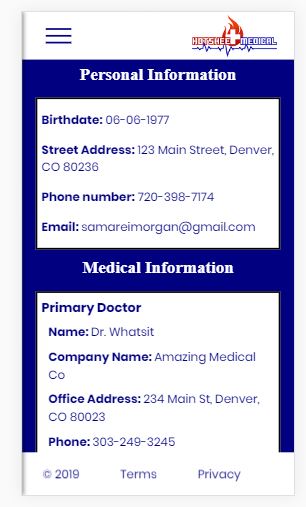 HOTSHEET MEDICAL
Personal Information
Birthdate: 06-06-1977
Street Address: 123 Main Street, Denver,
CO 80236
Phone number: 720-398-7174
Email: samareimorgan@gmail.com
Medical Information
Primary Doctor
Name: Dr. Whatsit
Company Name: Amazing Medical
Co
Office Address: 234 Main St, Denver,
CO 80023
Phone: 303-249-3245
© 2019 Terms Privacy